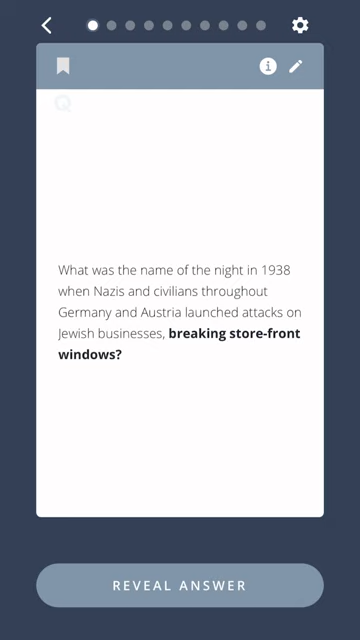 Q
What was the name of the night in 1938
when Nazis and civilians throughout
Germany and Austria launched attacks on
Jewish businesses, breaking store-front
windows?
REVEAL ANSWER